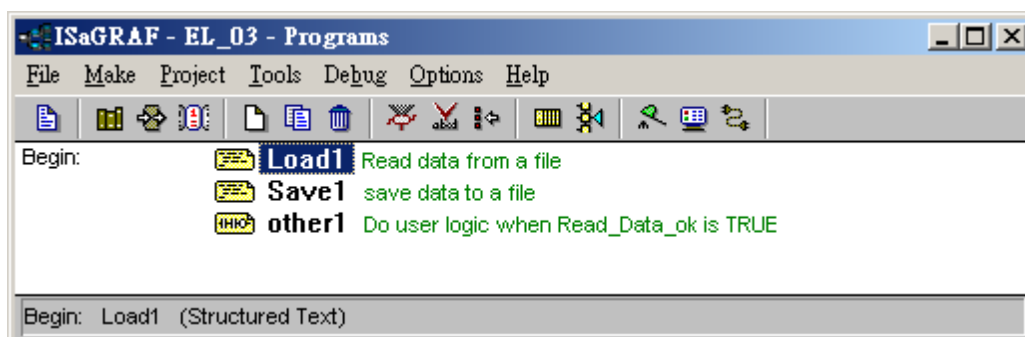 ISaGRAF - EL_03 - Programs
File Make Project Tools Debug Options Help
Begin: Load1 Read data from a file
Save1 save data to a file
other1 Do user logic when Read_Data_ok is TRUE
Begin: Load1 (Structured Text)